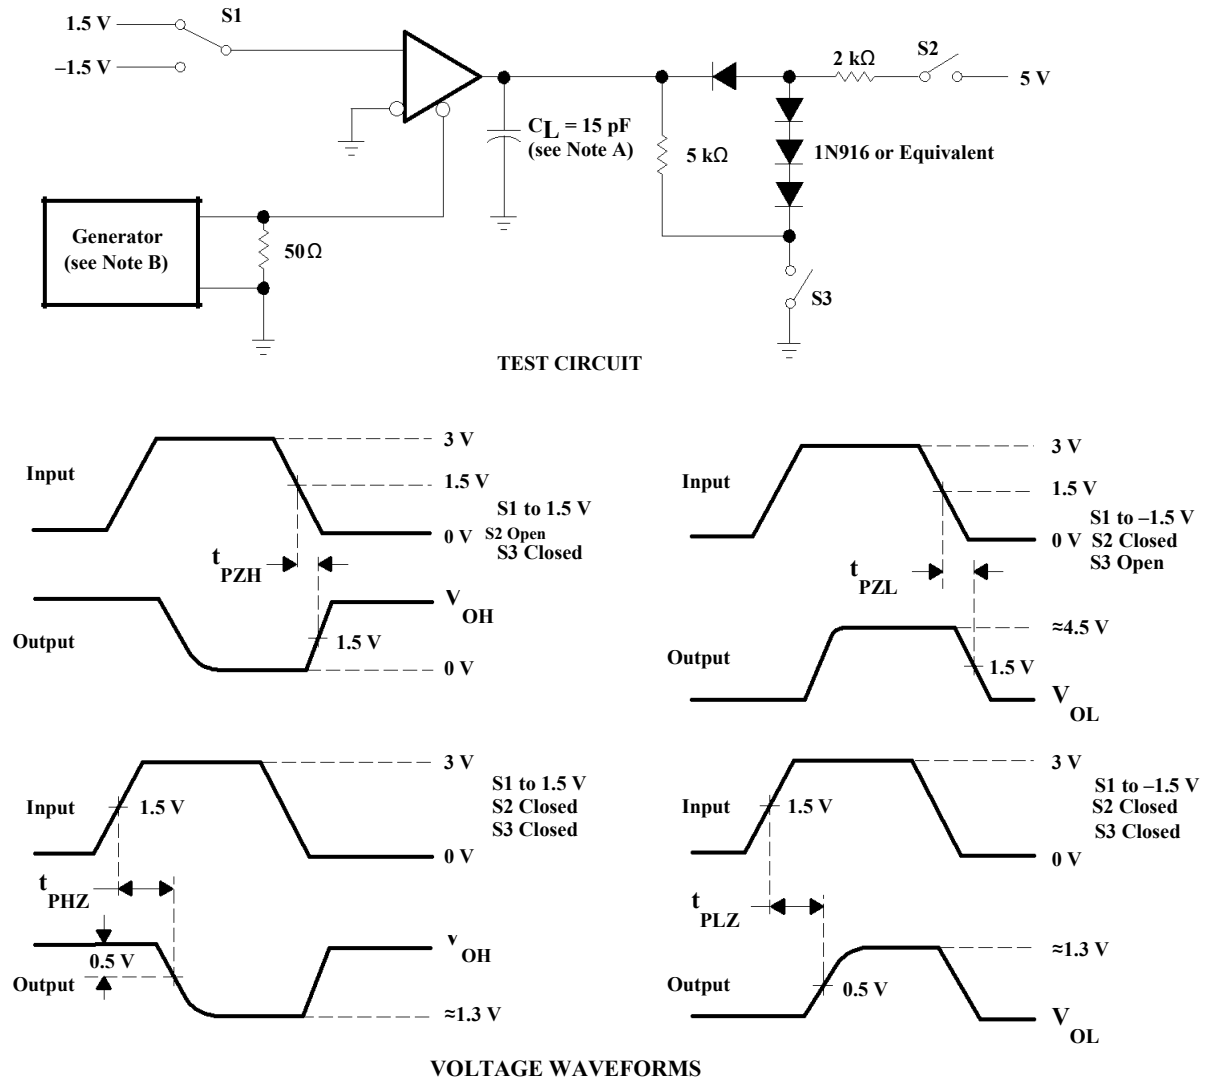 1.5 V
S1
–1.5 V
2 kΩ
S2
5 V
CL = 15 pF
(see Note A)
5 kΩ
1N916 or Equivalent
Generator
(see Note B)
50Ω
S3
TEST CIRCUIT
Input
3 V
1.5 V
S1 to 1.5 V
0 V
S2 Open
S3 Closed
tPZH
Output
VOH
1.5 V
0 V
Input
3 V
1.5 V
S1 to –1.5 V
0 V
S2 Closed
S3 Open
tPZL
Output
≈4.5 V
1.5 V
VOL
Input
3 V
1.5 V
S1 to 1.5 V
S2 Closed
S3 Closed
0 V
tPHZ
0.5 V
Output
VOH
≈1.3 V
Input
3 V
1.5 V
S1 to –1.5 V
S2 Closed
S3 Closed
0 V
tPLZ
Output
≈1.3 V
0.5 V
VOL
VOLTAGE WAVEFORMS